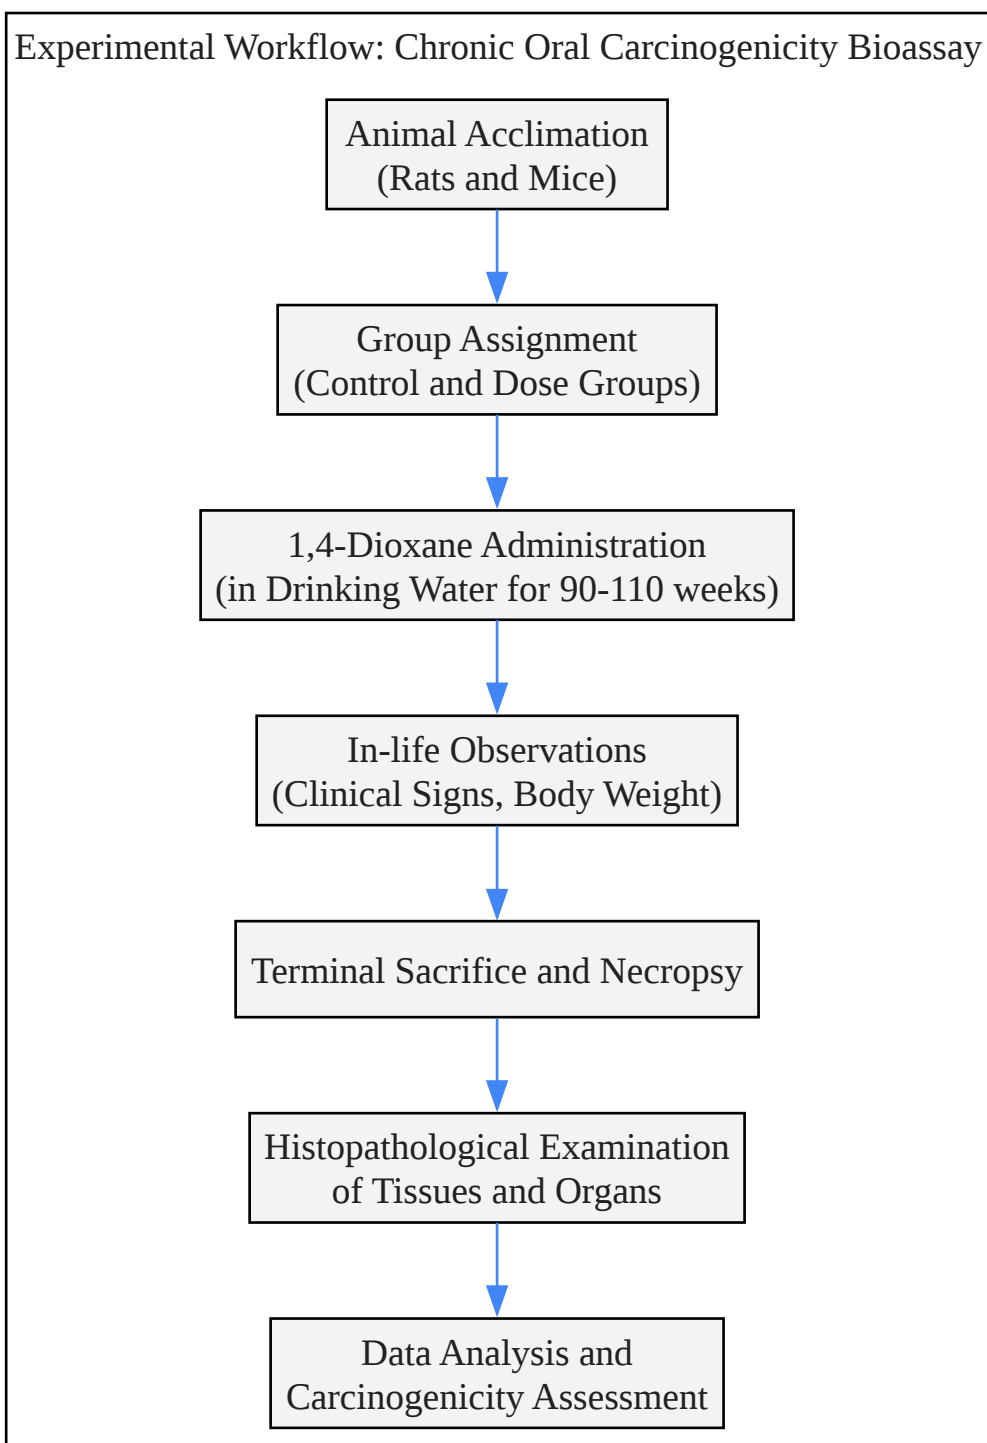 Experimental Workflow: Chronic Oral Carcinogenicity Bioassay
Animal Acclimation
(Rats and Mice)
Group Assignment
(Control and Dose Groups)
1,4-Dioxane Administration
(in Drinking Water for 90-110 weeks)
In-life Observations
(Clinical Signs, Body Weight)
Terminal Sacrifice and Necropsy
Histopathological Examination
of Tissues and Organs
Data Analysis and
Carcinogenicity Assessment